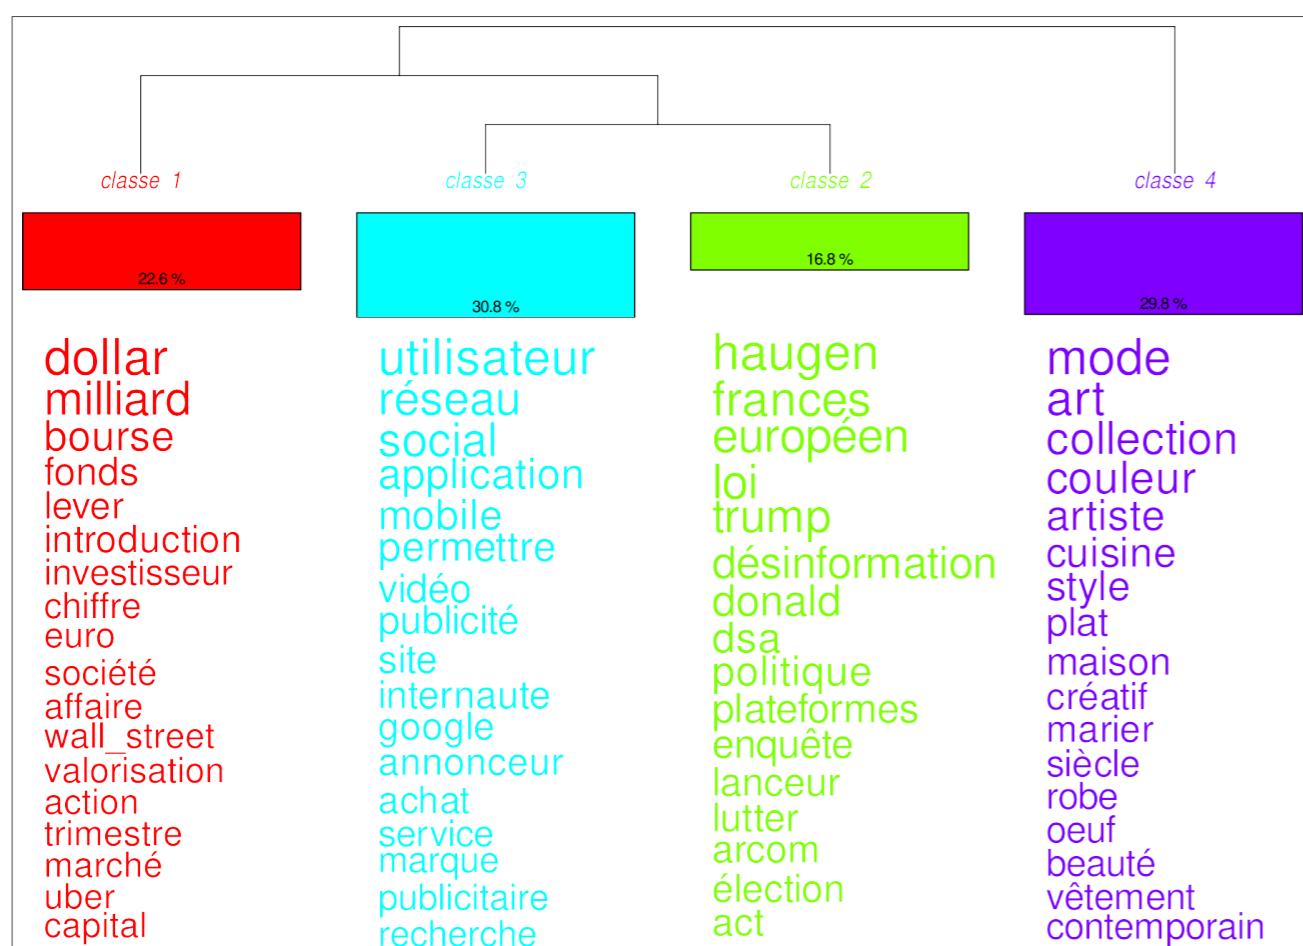 classe 1
classe 3
classe 2
classe 4
22.6 %
30.8 %
16.8 %
29.8 %
dollar
milliard
bourse
fonds
lever
introduction
investisseur
chiffre
euro
société
affaire
wall_street
valorisation
action
trimestre
marché
uber
capital
utilisateur
réseau
social
application
mobile
permettre
vidéo
publicité
site
internaute
google
annonceur
achat
service
marque
publicitaire
recherche
haugen
frances
européen
loi
trump
désinformation
donald
dsa
politique
plateformes
enquête
lanceur
lutter
arcom
élection
act
mode
art
collection
couleur
artiste
cuisine
style
plat
maison
créatif
marier
siècle
robe
oeuf
beauté
vêtement
contemporain